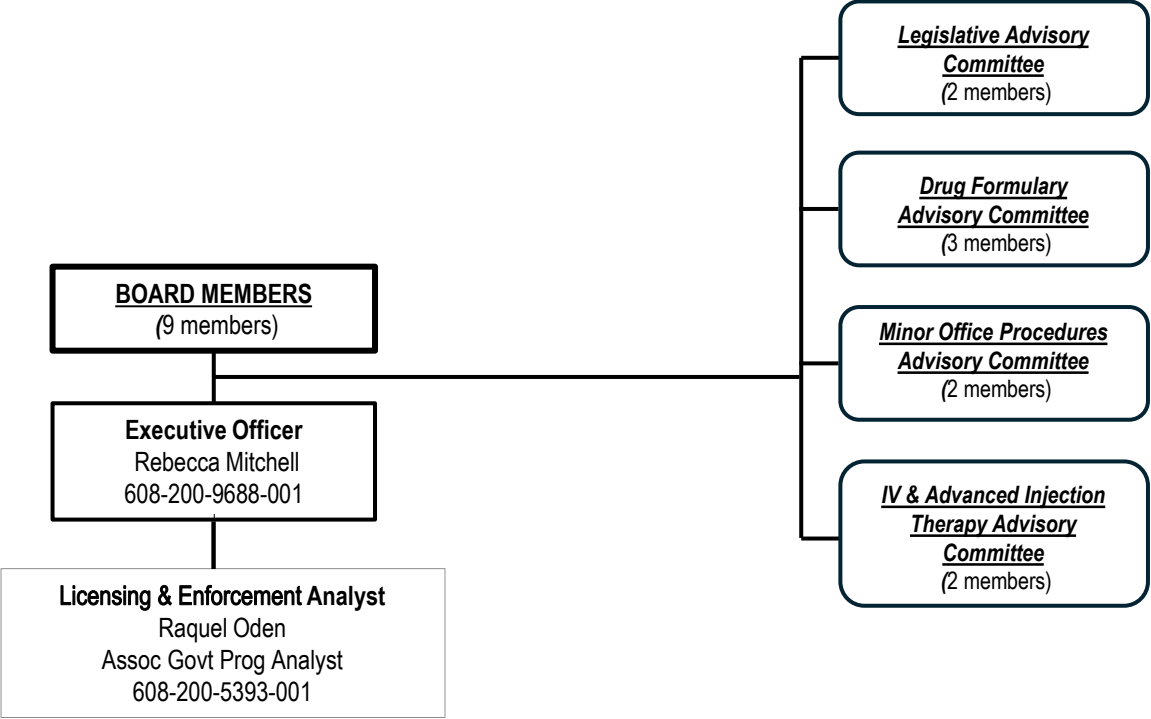 BOARD MEMBERS
(9 members)
Executive Officer
Rebecca Mitchell
608-200-9688-001
Licensing & Enforcement Analyst
Raquel Oden
Assoc Govt Prog Analyst
608-200-5393-001
Legislative Advisory
Committee
(2 members)
Drug Formulary
Advisory Committee
(3 members)
Minor Office Procedures
Advisory Committee
(2 members)
IV & Advanced Injection
Therapy Advisory
Committee
(2 members)